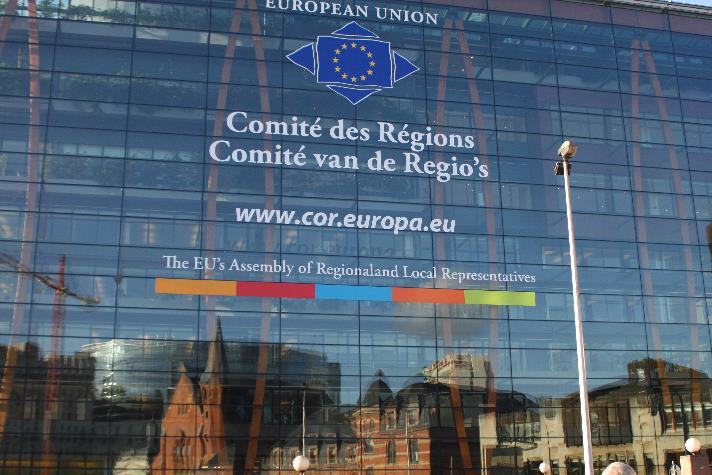 EUROPEAN UNION
Comité des Régions
Comité van de Regio's
www.cor.europa.eu
The EU's Assembly of Regionaland Local Representatives